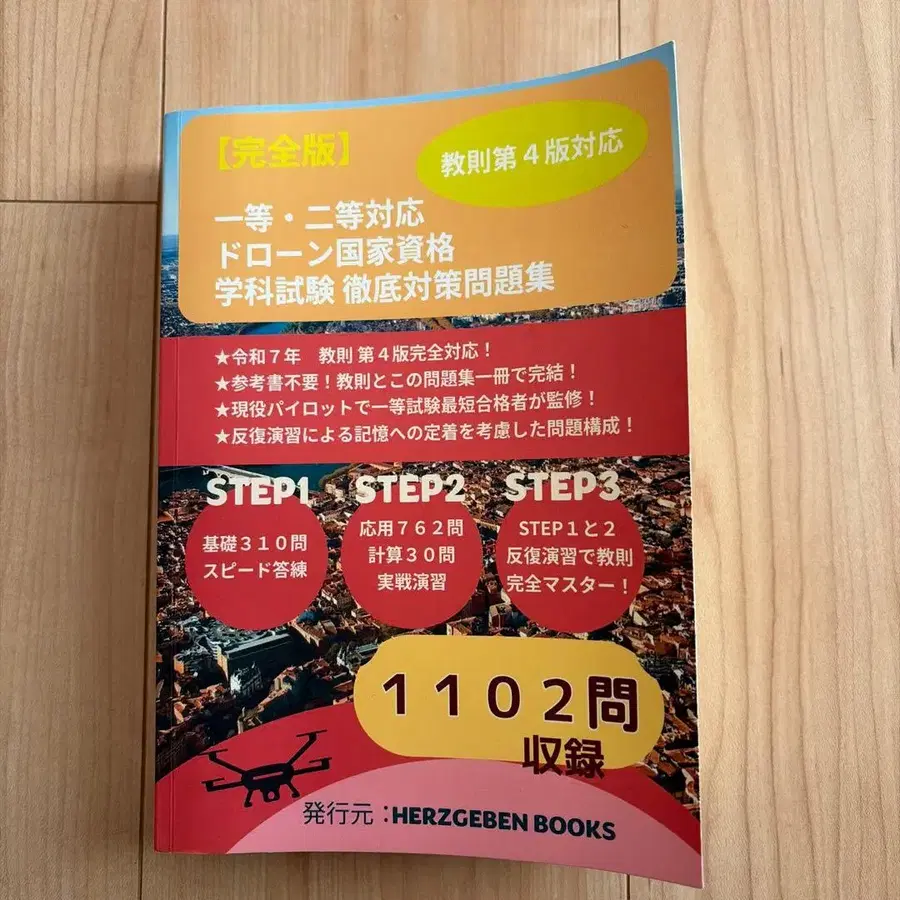 【完全版】
教則第４版対応
一等・二等対応
ドローン国家資格
学科試験 徹底対策問題集
★令和７年　教則 第４版完全対応！
★参考書不要！教則とこの問題集一冊で完結！
★現役パイロットで一等試験最短合格者が監修！
★反復演習による記憶への定着を考慮した問題構成！
STEP1
基礎３１０問
スピード答練
STEP2
応用７６２問
計算３０問
実戦演習
STEP3
STEP１と２
反復演習で教則
完全マスター！
１１０２問
収録
発行元：HERZGEBEN BOOKS